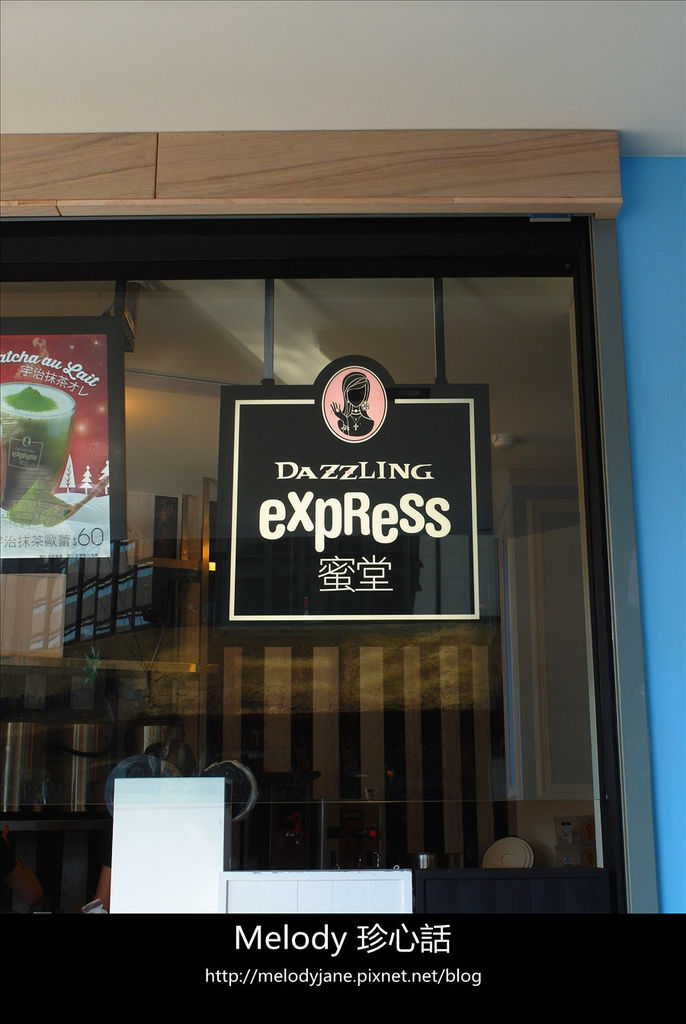 atcha au Lait
宇治抹茶オレ
EXPRESS
治抹茶歐蕾$60
DAZZLING
express
蜜堂
Melody 珍心話
http://melodyjane.pixnet.net/blog